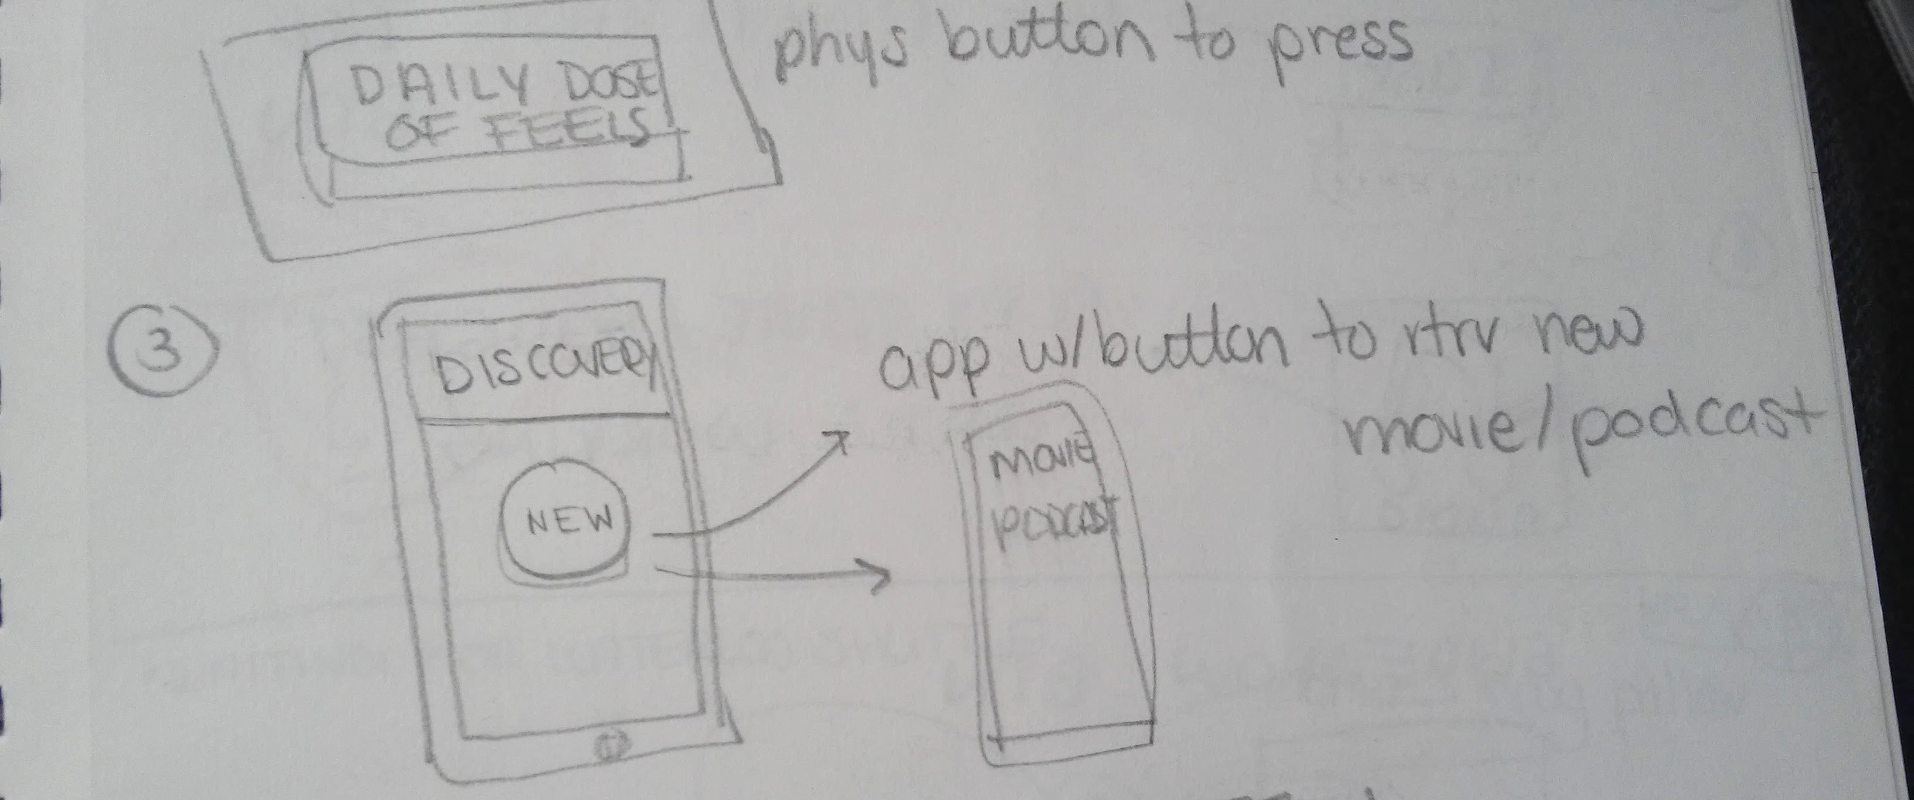 DAILY DOSE
OF FEELS
phys button to press
3
DISCOVERY
NEW
app w/button to rtrv new
movie/podcast
movie
podcast